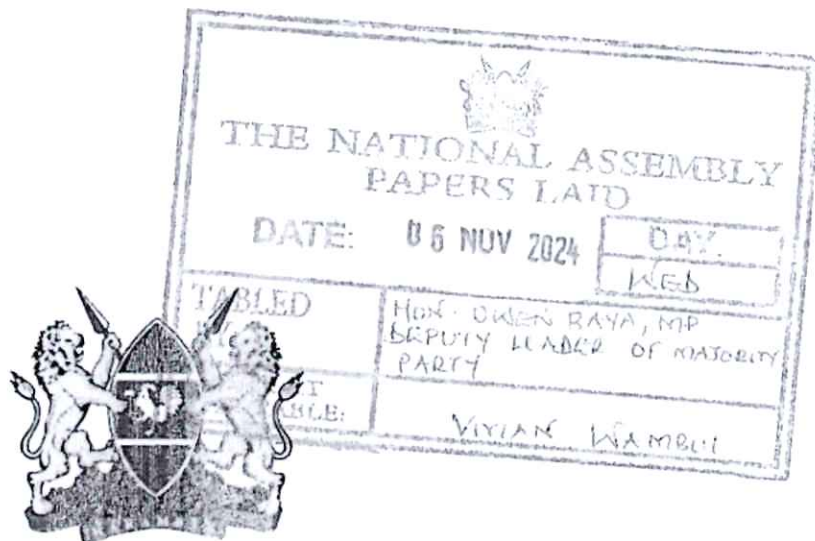 THE NATIONAL ASSEMBLY
PAPERS LAID
DATE: 06 NOV 2024 DAY.
WED
TABLED
HON. OWEN BAYA, MP
DEPUTY LEADER OF MAJORITY
PARTY
VIVIAN WAMBUI